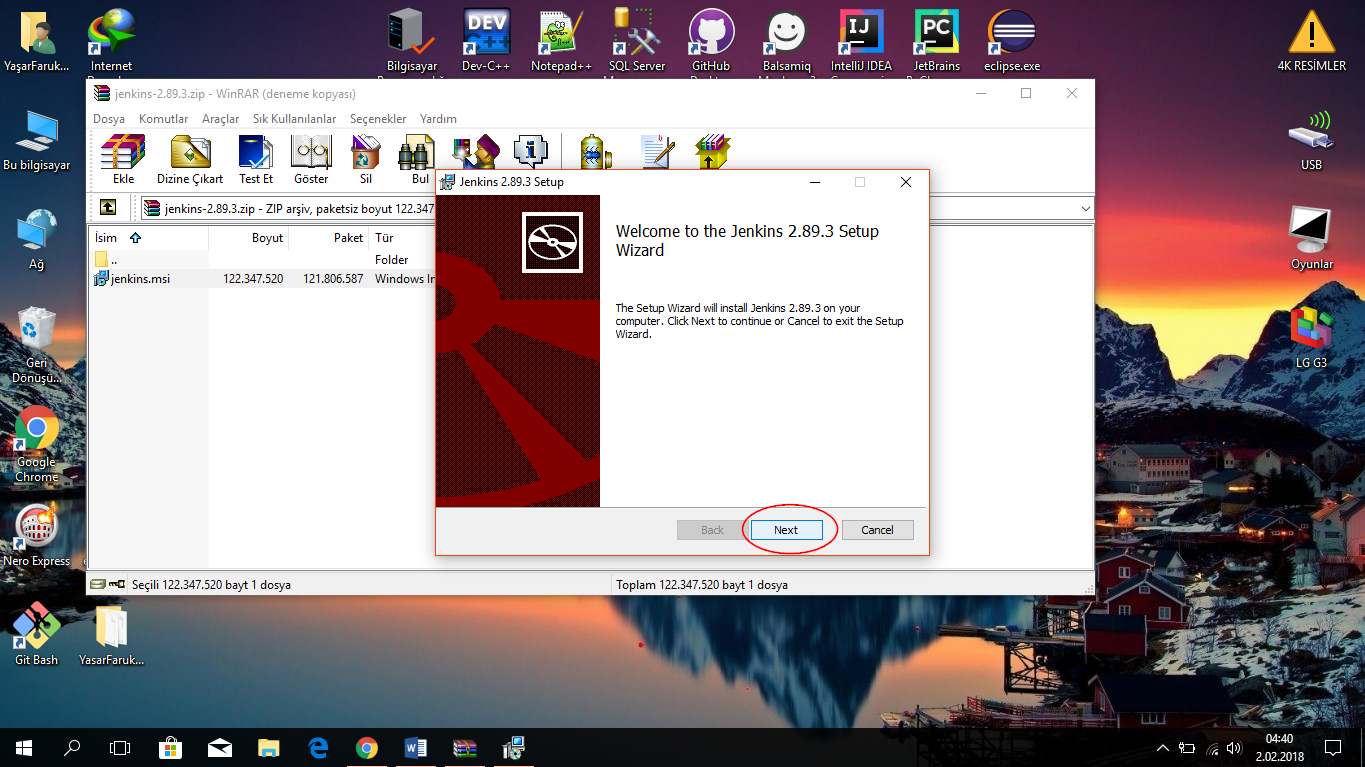 YaşarFaruk...
Internet
Bilgisayar
Dev-C++
Notepad++
SQL Server
GitHub
Balsamiq
IntelliJ IDEA
JetBrains
eclipse.exe
4K RESİMLER
DEV
C++
IJ
PC
Bu bilgisayar
Ağ
Geri
Dönüşü...
Google
Chrome
Nero Express
Git Bash
YasarFaruk...
USB
Oyunlar
LG G3
jenkins-2.89.3.zip - WinRAR (deneme kopyası)
Dosya Komutlar Araçlar Sık Kullanılanlar Seçenekler Yardım
Ekle Dizine Çıkart Test Et Göster Sil Bul
jenkins-2.89.3.zip - ZIP arşiv, paketsiz boyut 122.347
İsim Boyut Paket Tür
.. Folder
jenkins.msi 122.347.520 121.806.587 Windows In
Jenkins 2.89.3 Setup
Welcome to the Jenkins 2.89.3 Setup
Wizard
The Setup Wizard will install Jenkins 2.89.3 on your
computer. Click Next to continue or Cancel to exit the Setup
Wizard.
Back Next Cancel
Seçili 122.347.520 bayt 1 dosya
Toplam 122.347.520 bayt 1 dosya
04:40
2.02.2018